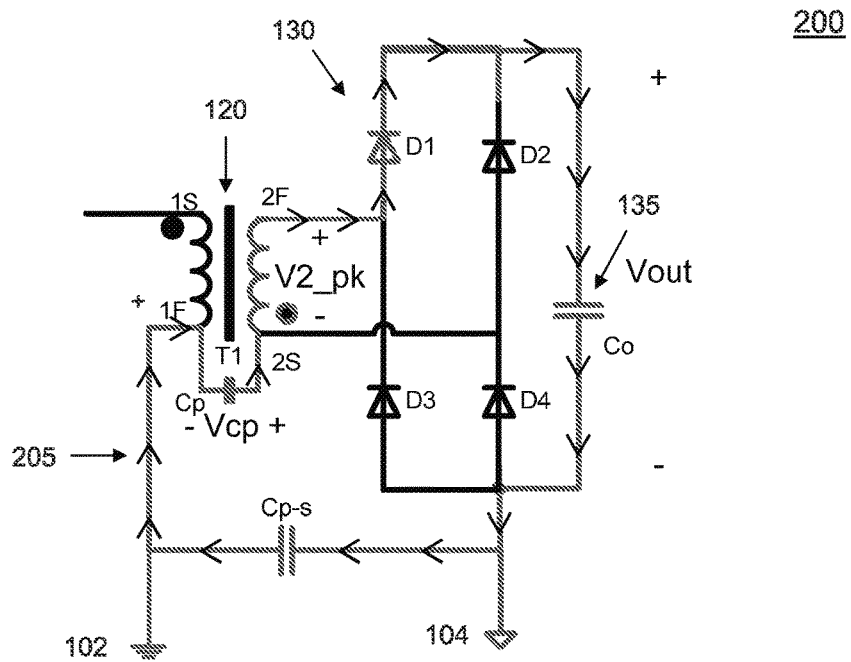 200
130
+
120
D1
D2
1S
2F
135
+
Vout
V2_pk
+
1F
-
T1
2S
Co
Cp
D3
D4
- Vcp +
205
-
Cp-s
102
104